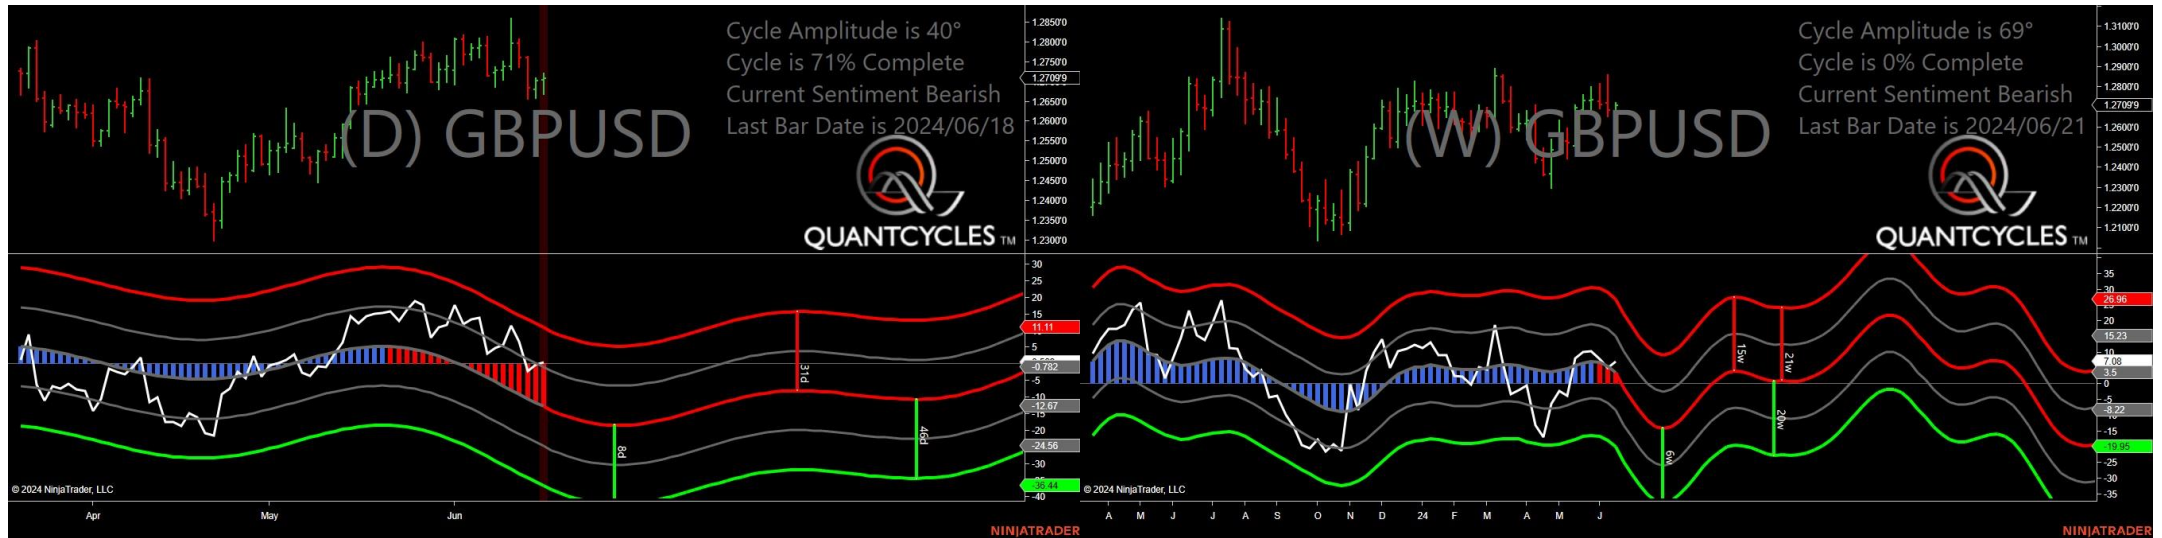 Cycle Amplitude is 40°
Cycle is 71% Complete
Current Sentiment Bearish
Last Bar Date is 2024/06/18
(D) GBPUSD
QUANTCYCLES TM
1.2850'0
1.2800'0
1.2750'0
1.2709'9
1.2650'0
1.2600'0
1.2550'0
1.2500'0
1.2450'0
1.2400'0
1.2350'0
1.2300'0
30
25
20
15
11.11
5
-0.782
-5
-10
-12.67
-15
-20
-24.56
-30
-36.44
-40
31d
8d
46d
© 2024 NinjaTrader, LLC
Apr
May
Jun
NINJATRADER
Cycle Amplitude is 69°
Cycle is 0% Complete
Current Sentiment Bearish
Last Bar Date is 2024/06/21
(W) GBPUSD
QUANTCYCLES TM
1.3100'0
1.3000'0
1.2900'0
1.2800'0
1.2709'9
1.2600'0
1.2500'0
1.2400'0
1.2300'0
1.2200'0
1.2100'0
35
30
26.96
20
15.23
10
7.08
3.5
0
-8.22
-15
-19.95
-25
-30
-35
15w
21w
20w
6w
© 2024 NinjaTrader, LLC
A M J J A S O N D 24 F M A M J
NINJATRADER